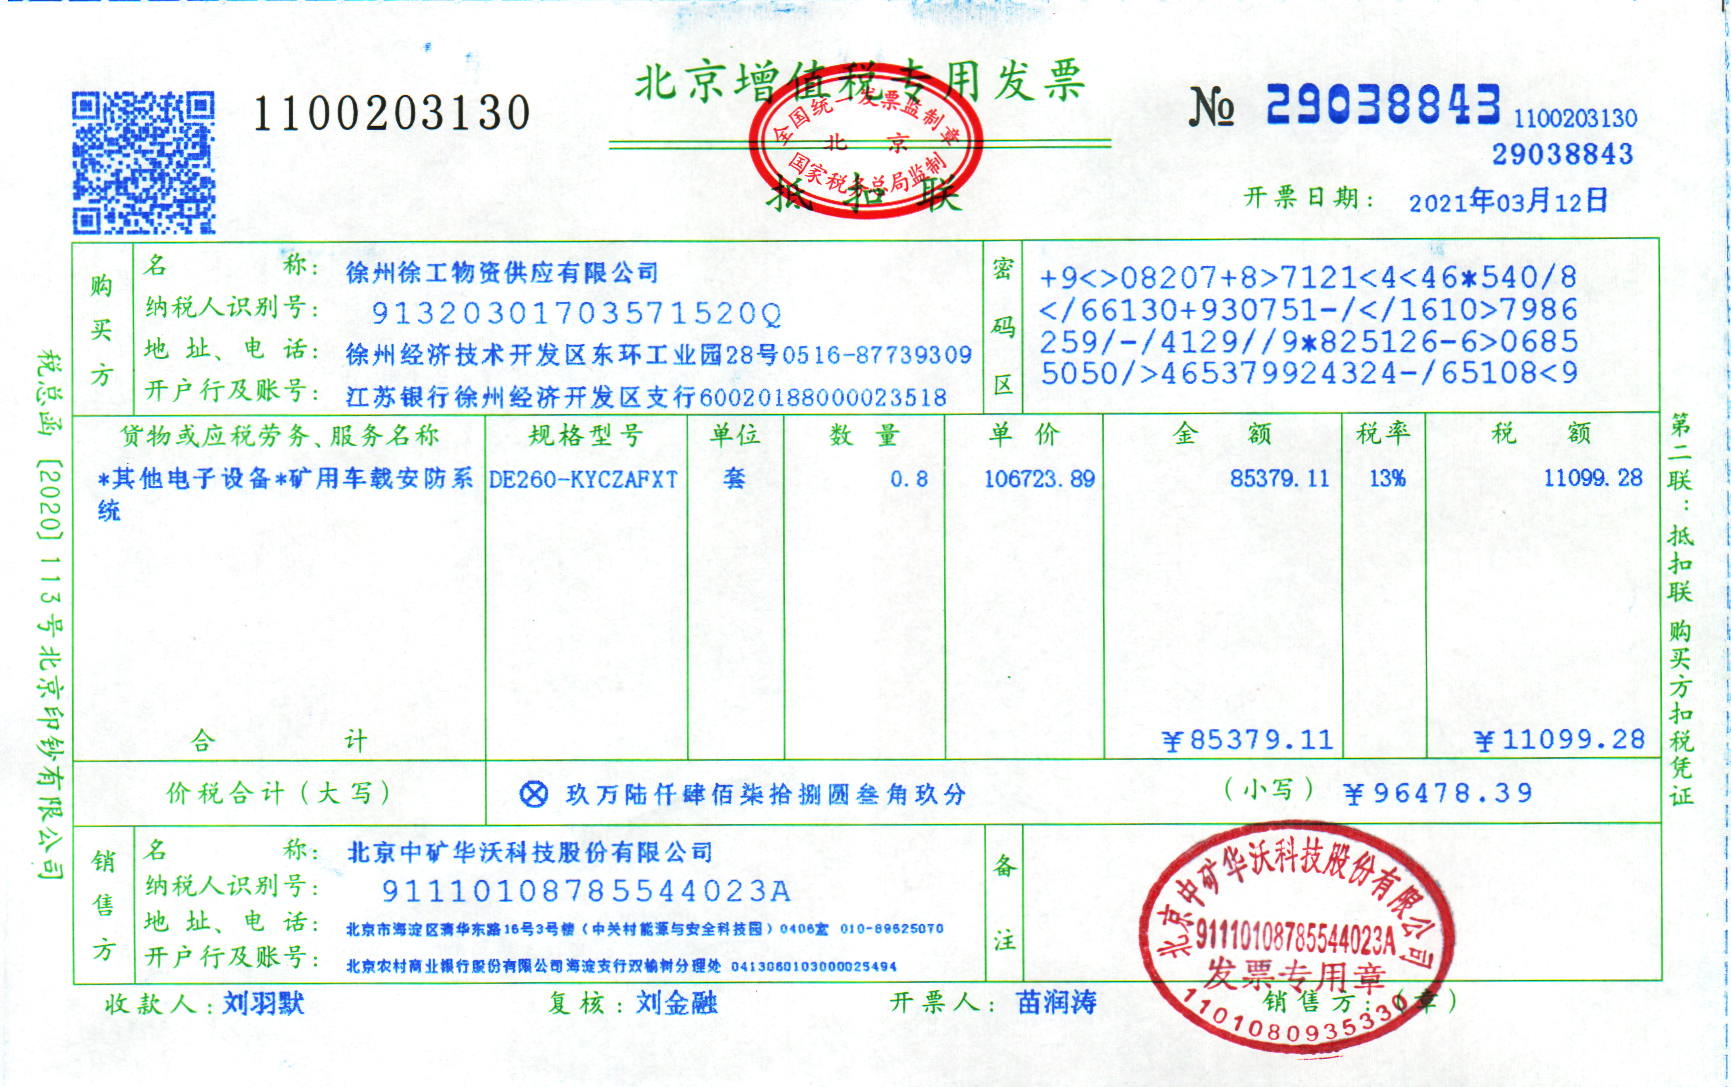 北京增值税专用发票
1100203130
№ 29038843
1100203130
29038843
全国统一发票监制章
北京
国家税务总局监制
抵扣联
开票日期: 2021年03月12日
购买方
名称: 徐州徐工物资供应有限公司
纳税人识别号: 91320301703571520Q
地址、电话: 徐州经济技术开发区东环工业园28号0516-87739309
开户行及账号: 江苏银行徐州经济开发区支行60020188000023518
密码区
+9<>08207+8>7121<4<46*540/8
</66130+930751-/</1610>7986
259/-/4129//9*825126-6>0685
5050/>465379924324-/65108<9
货物或应税劳务、服务名称 规格型号 单位 数量 单价 金额 税率 税额
*其他电子设备*矿用车载安防系 DE260-KYCZAFXT 套 0.8 106723.89 85379.11 13% 11099.28
统
合计 ¥85379.11 ¥11099.28
价税合计(大写) ⊗玖万陆仟肆佰柒拾捌圆叁角玖分 (小写) ¥96478.39
销售方
名称: 北京中矿华沃科技股份有限公司
纳税人识别号: 91110108785544023A
地址、电话: 北京市海淀区清华东路16号3号楼(中关村能源与安全科技园)0406室 010-89625070
开户行及账号: 北京农村商业银行股份有限公司海淀支行双榆树分理处 0413060103000025494
备注
北京中矿华沃科技股份有限公司
91110108785544023A
发票专用章
1101080935330
收款人: 刘羽默 复核: 刘金融 开票人: 苗润涛 销售方:(章)
税总函[2020]113号北京印钞有限公司
第二联:抵扣联 购买方扣税凭证